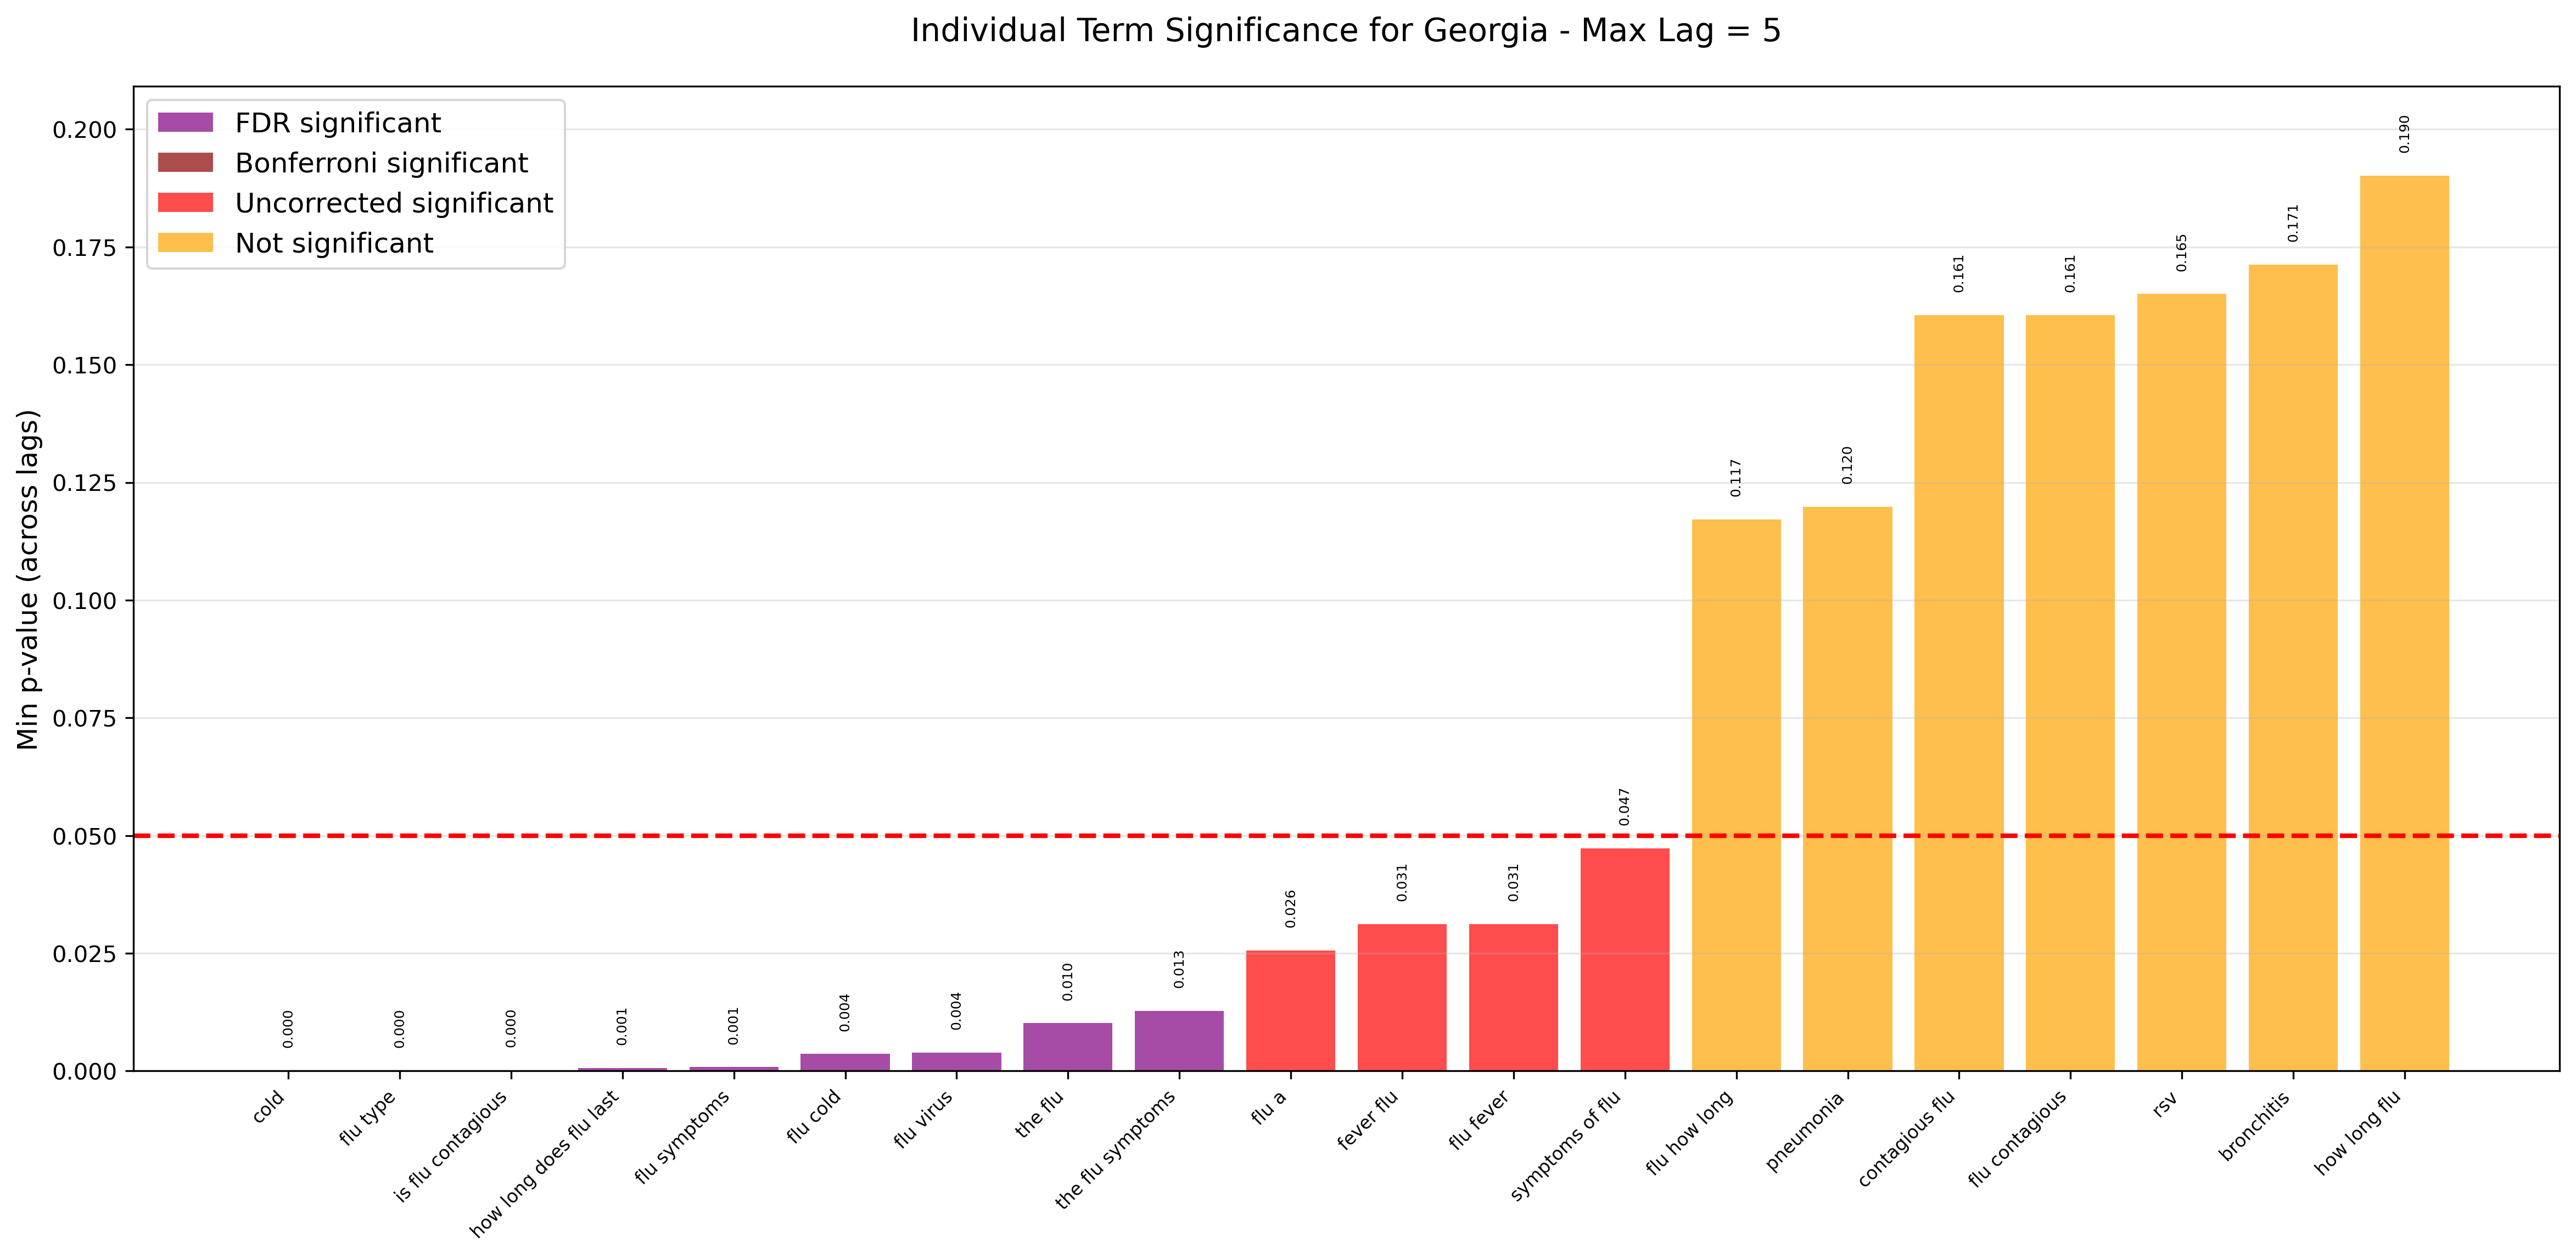 Individual Term Significance for Georgia - Max Lag = 5
FDR significant
Bonferroni significant
Uncorrected significant
Not significant
Min p-value (across lags)
0.200
0.175
0.150
0.125
0.100
0.075
0.050
0.025
0.000
0.000
0.000
0.000
0.001
0.001
0.004
0.004
0.010
0.013
0.026
0.031
0.031
0.047
0.117
0.120
0.161
0.161
0.165
0.171
0.190
cold
flu type
is flu contagious
how long does flu last
flu symptoms
flu cold
flu virus
the flu
the flu symptoms
flu a
fever flu
flu fever
symptoms of flu
flu how long
pneumonia
contagious flu
flu contagious
rsv
bronchitis
how long flu